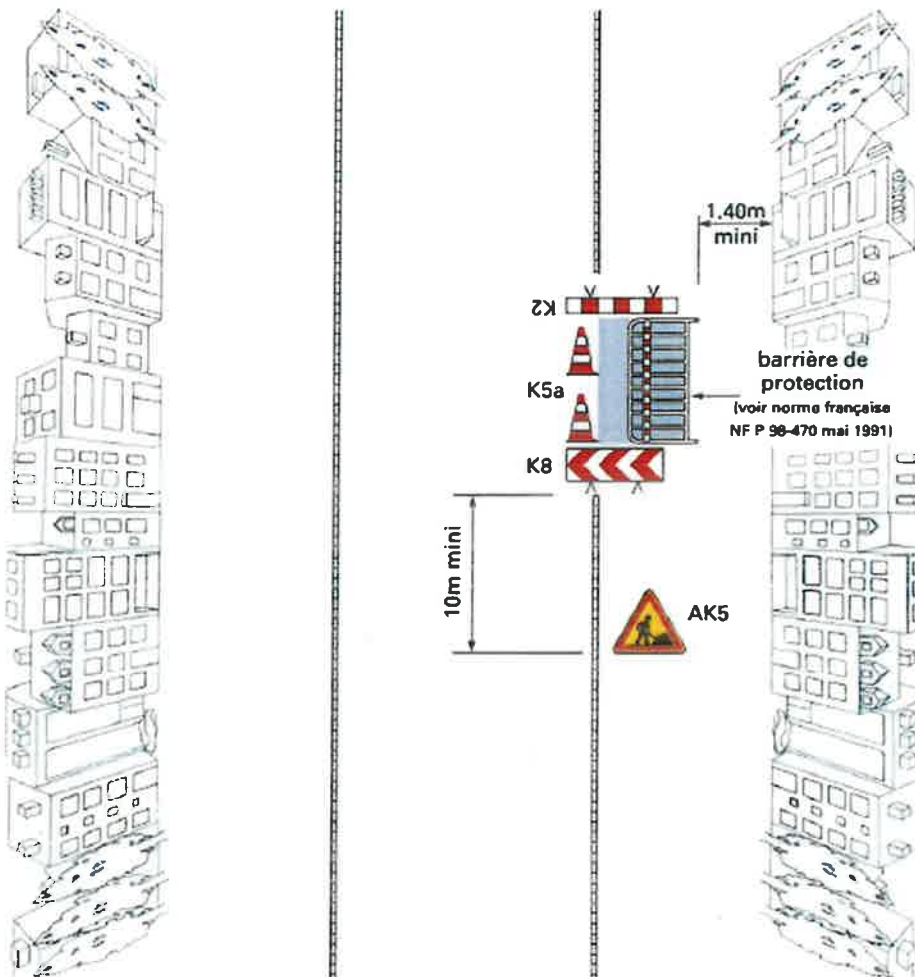 1.40m
mini
K2
K5a
barrière de
protection
(voir norme française
NF P 98-470 mai 1991)
K8
10m mini
AK5